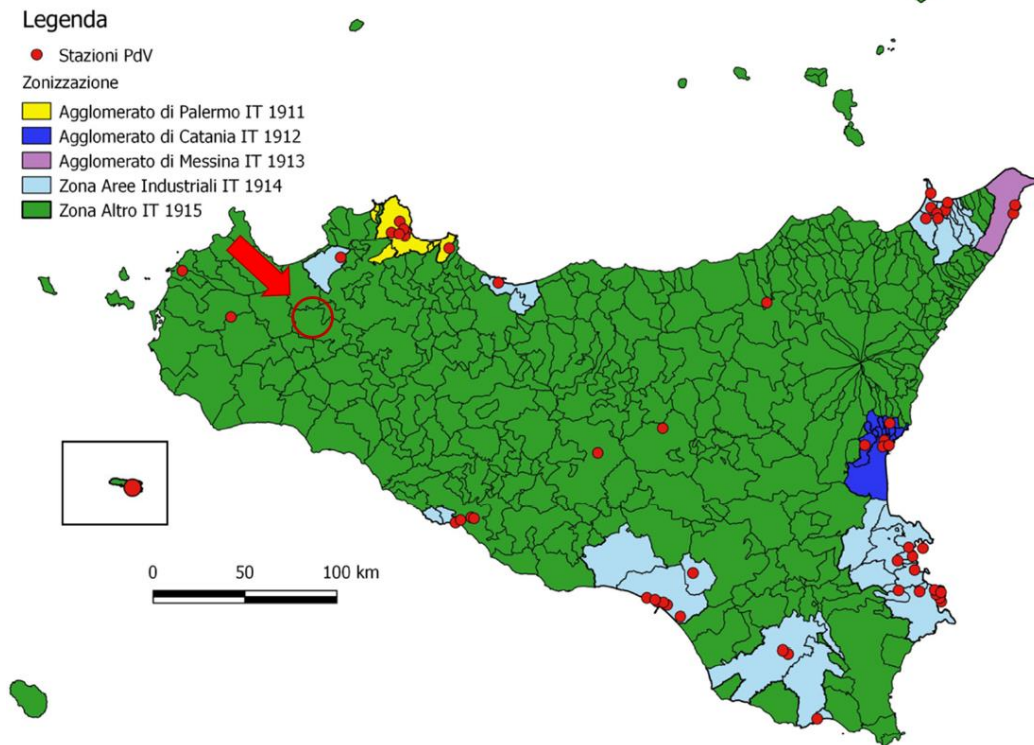 Legenda
Stazioni PdV
Zonizzazione
Agglomerato di Palermo IT 1911
Agglomerato di Catania IT 1912
Agglomerato di Messina IT 1913
Zona Aree Industriali IT 1914
Zona Altro IT 1915
0 50 100 km